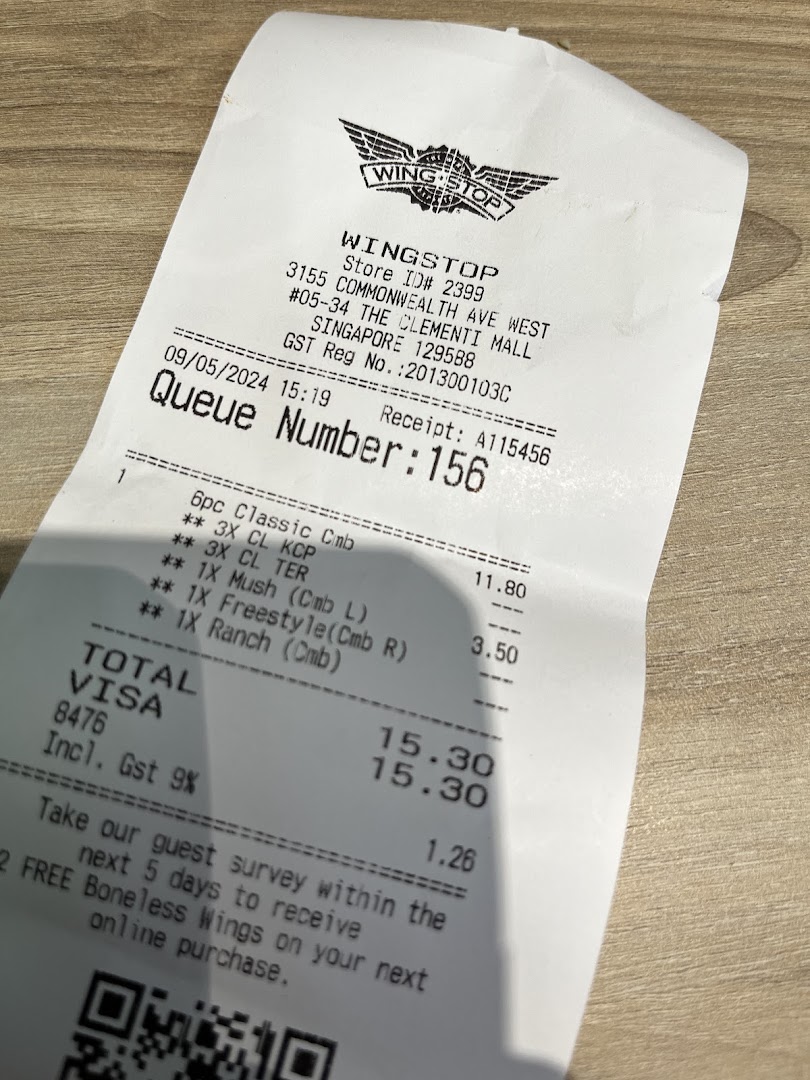 WING STOP
WINGSTOP
Store ID# 2399
3155 COMMONWEALTH AVE WEST
#05-34 THE CLEMENTI MALL
SINGAPORE 129588
GST Reg No.:201300103C
09/05/2024 15:19 Receipt: A115456
Queue Number:156
1 6pc Classic Cmb 11.80
** 3X CL KCP ---
** 3X CL TER ---
** 1X Mush (Cmb L) 3.50
** 1X Freestyle(Cmb R) ---
** 1X Ranch (Cmb) ---
TOTAL 15.30
VISA 15.30
8476
Incl. Gst 9% 1.26
Take our guest survey within the
next 5 days to receive
2 FREE Boneless Wings on your next
online purchase.